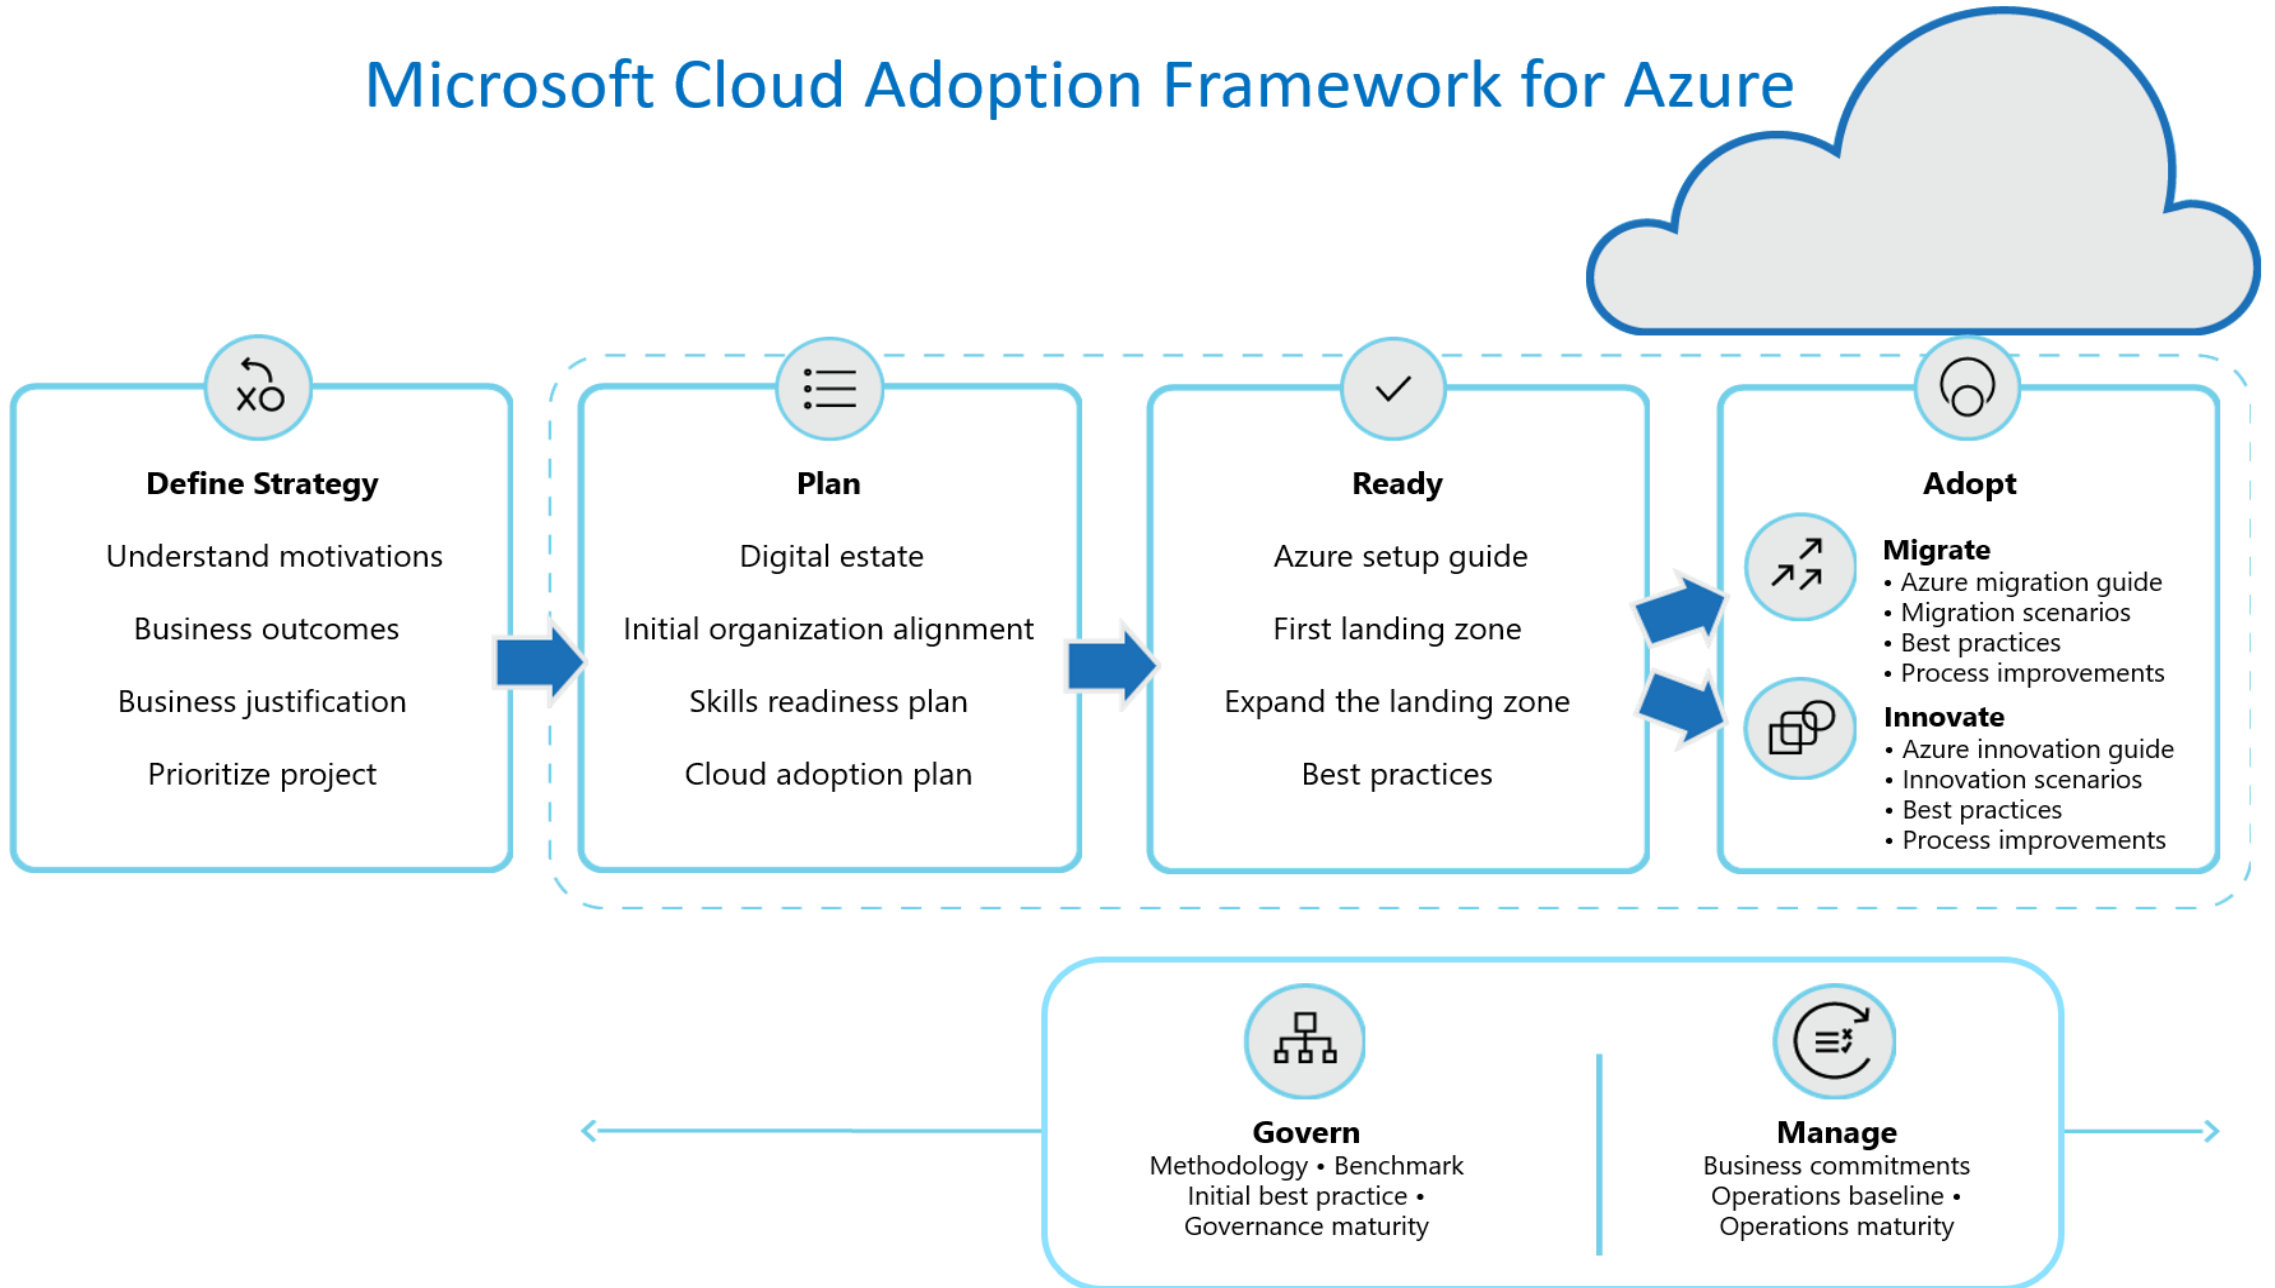 Microsoft Cloud Adoption Framework for Azure
Define Strategy
Understand motivations
Business outcomes
Business justification
Prioritize project
Plan
Digital estate
Initial organization alignment
Skills readiness plan
Cloud adoption plan
Ready
Azure setup guide
First landing zone
Expand the landing zone
Best practices
Adopt
Migrate
• Azure migration guide
• Migration scenarios
• Best practices
• Process improvements
Innovate
• Azure innovation guide
• Innovation scenarios
• Best practices
• Process improvements
Govern
Methodology • Benchmark
Initial best practice •
Governance maturity
Manage
Business commitments
Operations baseline •
Operations maturity